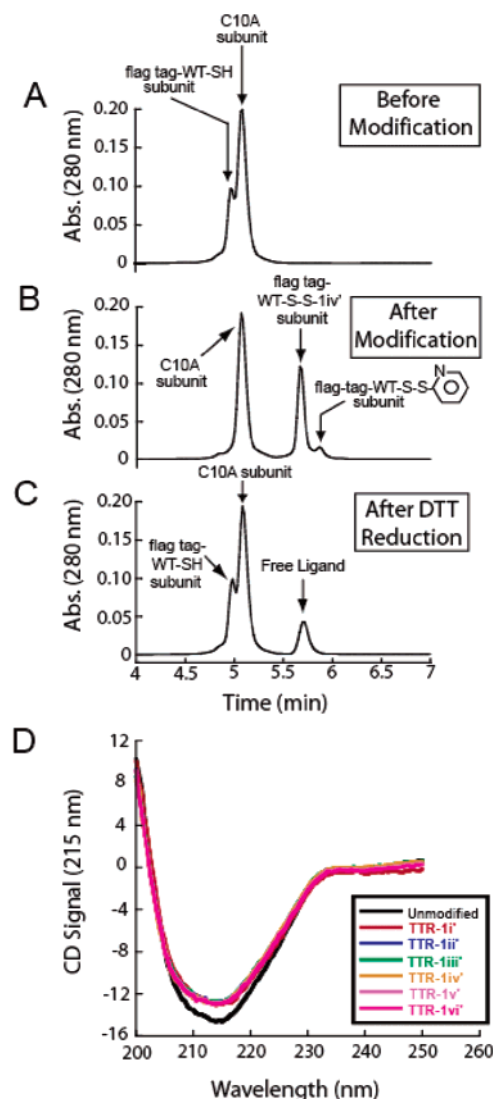 A
C10A
subunit
flag tag-WT-SH
subunit
Before
Modification
Abs. (280 nm)
0.20
0.15
0.10
0.05
0
B
flag tag-
WT-S-S-1iv'
subunit
After
Modification
C10A
subunit
flag-tag-WT-S-S
subunit
N
Abs. (280 nm)
0.20
0.15
0.10
0.05
0
C
C10A subunit
After DTT
Reduction
flag tag-
WT-SH
subunit
Free Ligand
Abs. (280 nm)
0.20
0.15
0.10
0.05
0
4 4.5 5 5.5 6 6.5 7
Time (min)
D
CD Signal (215 nm)
12
8
4
0
-4
-8
-12
-16
Unmodified
TTR-1i'
TTR-1ii'
TTR-1iii'
TTR-1iv'
TTR-1v'
TTR-1vi'
200 210 220 230 240 250 260
Wavelength (nm)